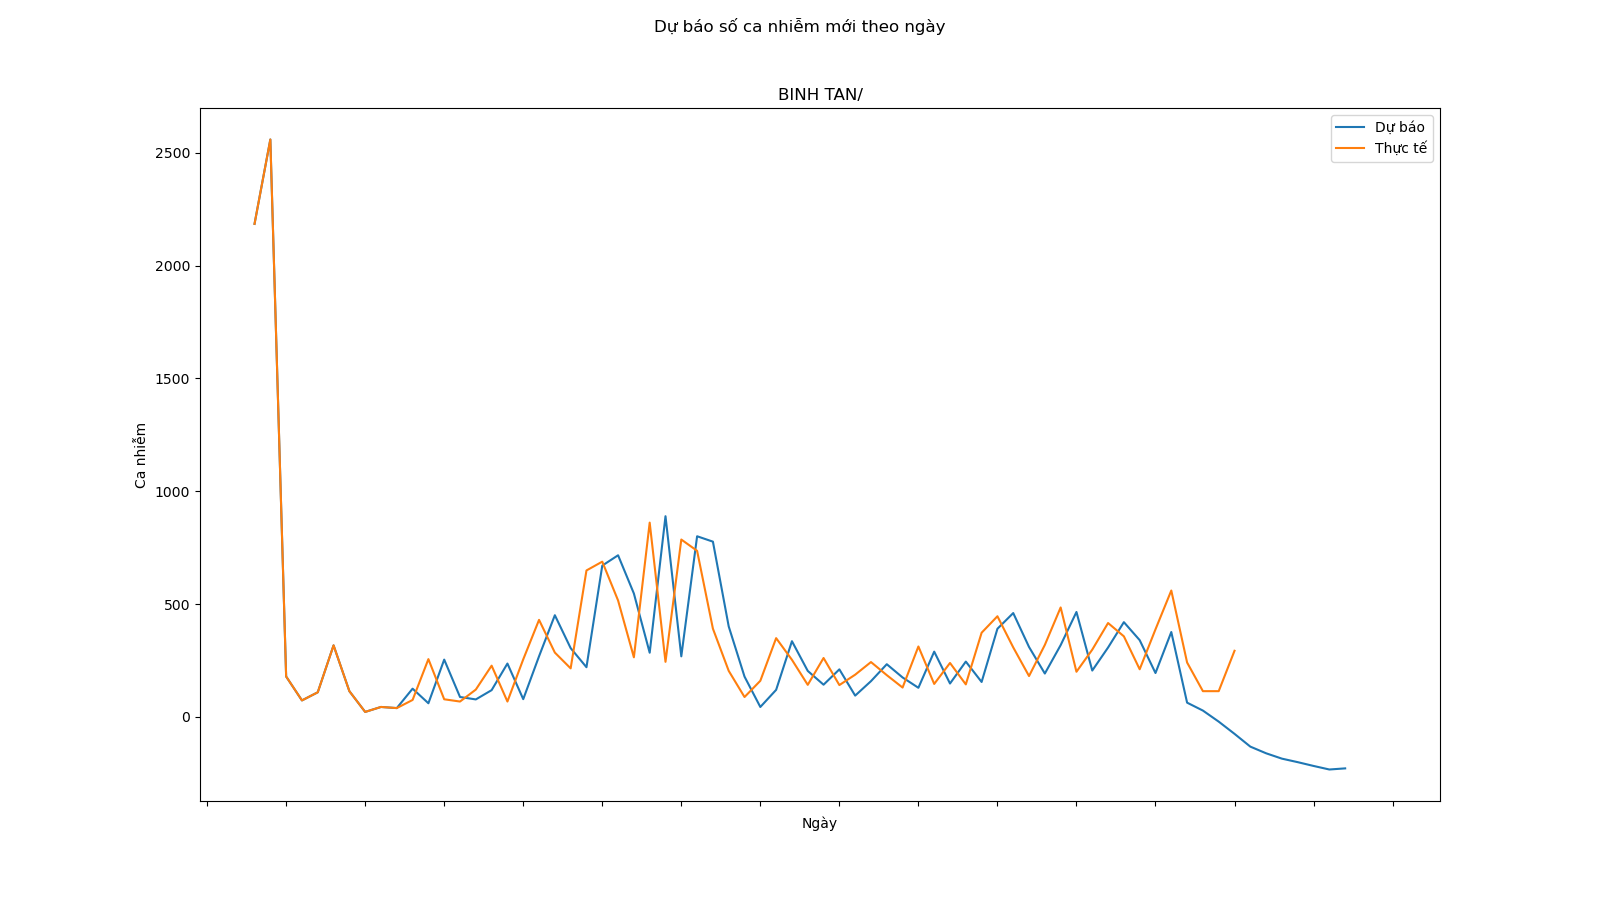 Dự báo số ca nhiễm mới theo ngày
BINH TAN/
Dự báo
Thực tế
2500
2000
1500
1000
500
0
Ca nhiễm
Ngày